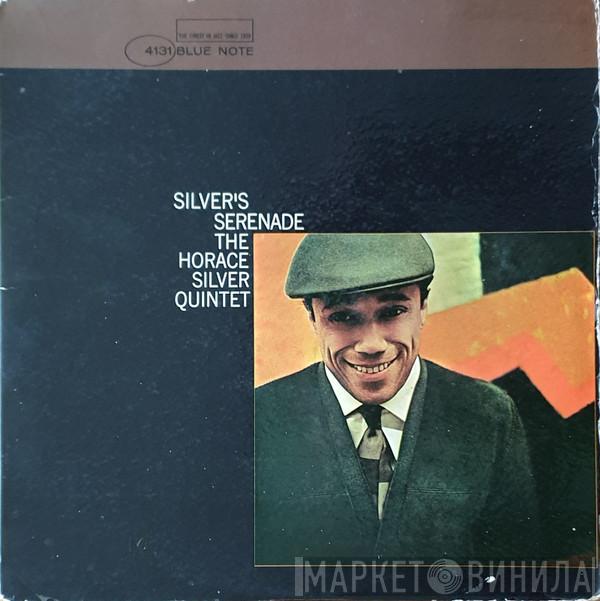 THE FINEST IN JAZZ SINCE 1939
4131 BLUE NOTE
SILVER'S
SERENADE
THE
HORACE
SILVER
QUINTET
МАРКЕТ ВИНИЛА